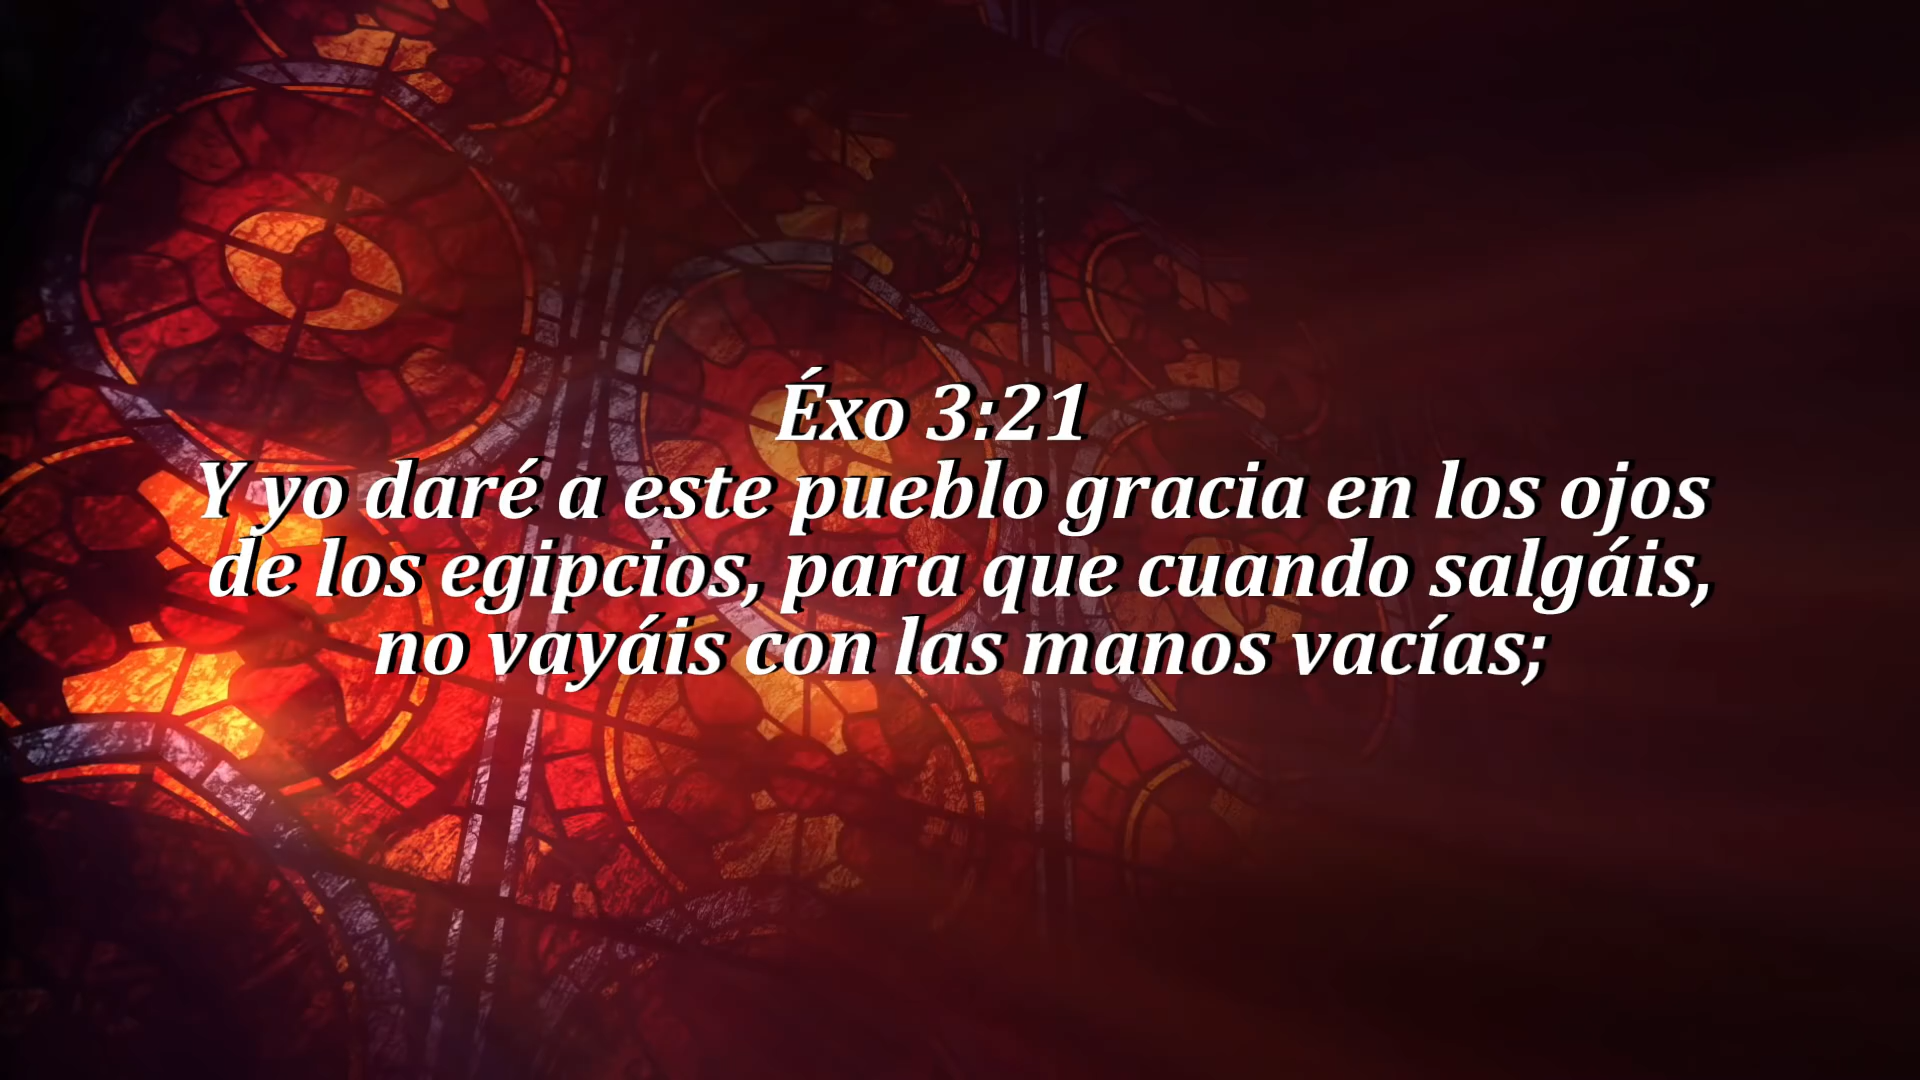 Éxo 3:21
Y yo daré a este pueblo gracia en los ojos
de los egipcios, para que cuando salgáis,
no vayáis con las manos vacías;